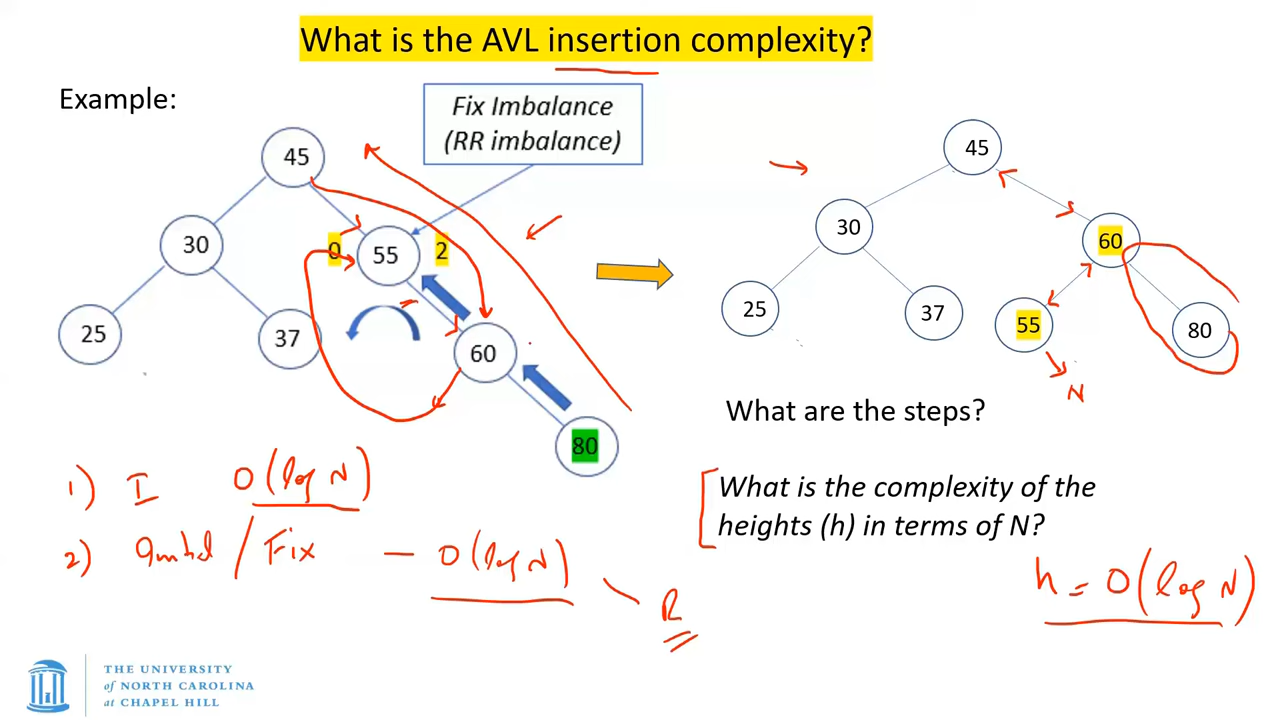 What is the AVL insertion complexity?
Example:
Fix Imbalance
(RR imbalance)
45
30
0
55
2
25
37
60
80
45
30
60
25
37
55
80
N
What are the steps?
What is the complexity of the
heights (h) in terms of N?
1) I O(log N)
2) Imbal / Fix — O(log N)
R
h = O(log N)
THE UNIVERSITY
of NORTH CAROLINA
at CHAPEL HILL